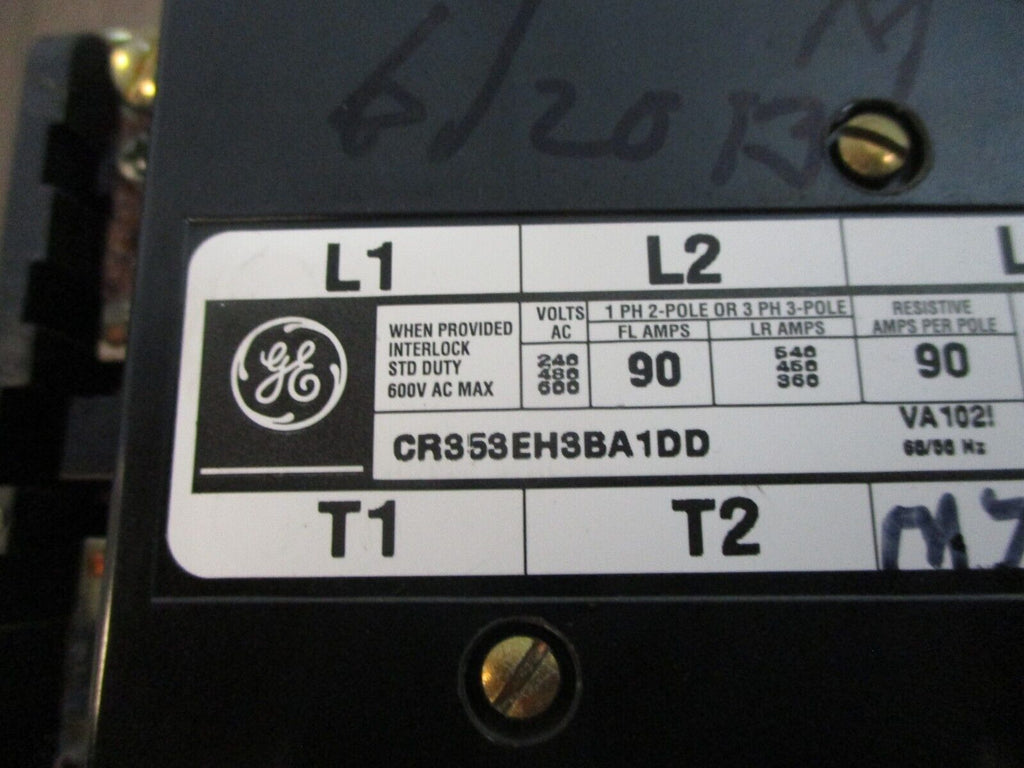 6/20 13
L1 L2 L
GE
WHEN PROVIDED
INTERLOCK
STD DUTY
600V AC MAX
VOLTS
AC
240
480
600
1 PH 2-POLE OR 3 PH 3-POLE
FL AMPS
90
LR AMPS
540
450
360
RESISTIVE
AMPS PER POLE
90
CR353EH3BA1DD
VA102!
T1 T2